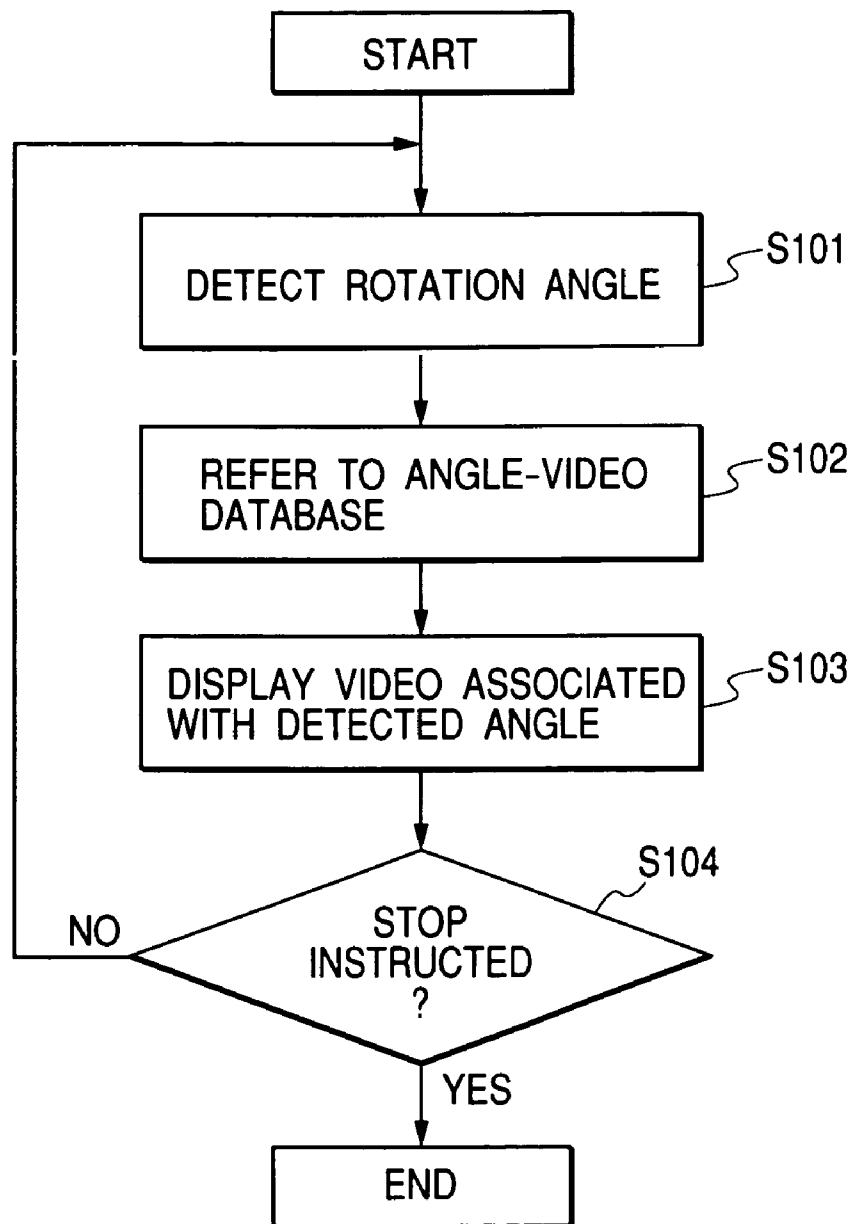 START
DETECT ROTATION ANGLE
S101
REFER TO ANGLE-VIDEO
DATABASE
S102
DISPLAY VIDEO ASSOCIATED
WITH DETECTED ANGLE
S103
STOP
INSTRUCTED
?
S104
NO
YES
END